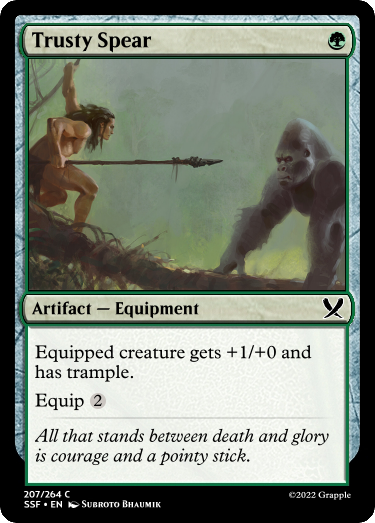 Trusty Spear
Artifact — Equipment
Equipped creature gets +1/+0 and
has trample.
Equip 2
All that stands between death and glory
is courage and a pointy stick.
207/264 C
SSF • EN Subroto Bhaumik
©2022 Grapple